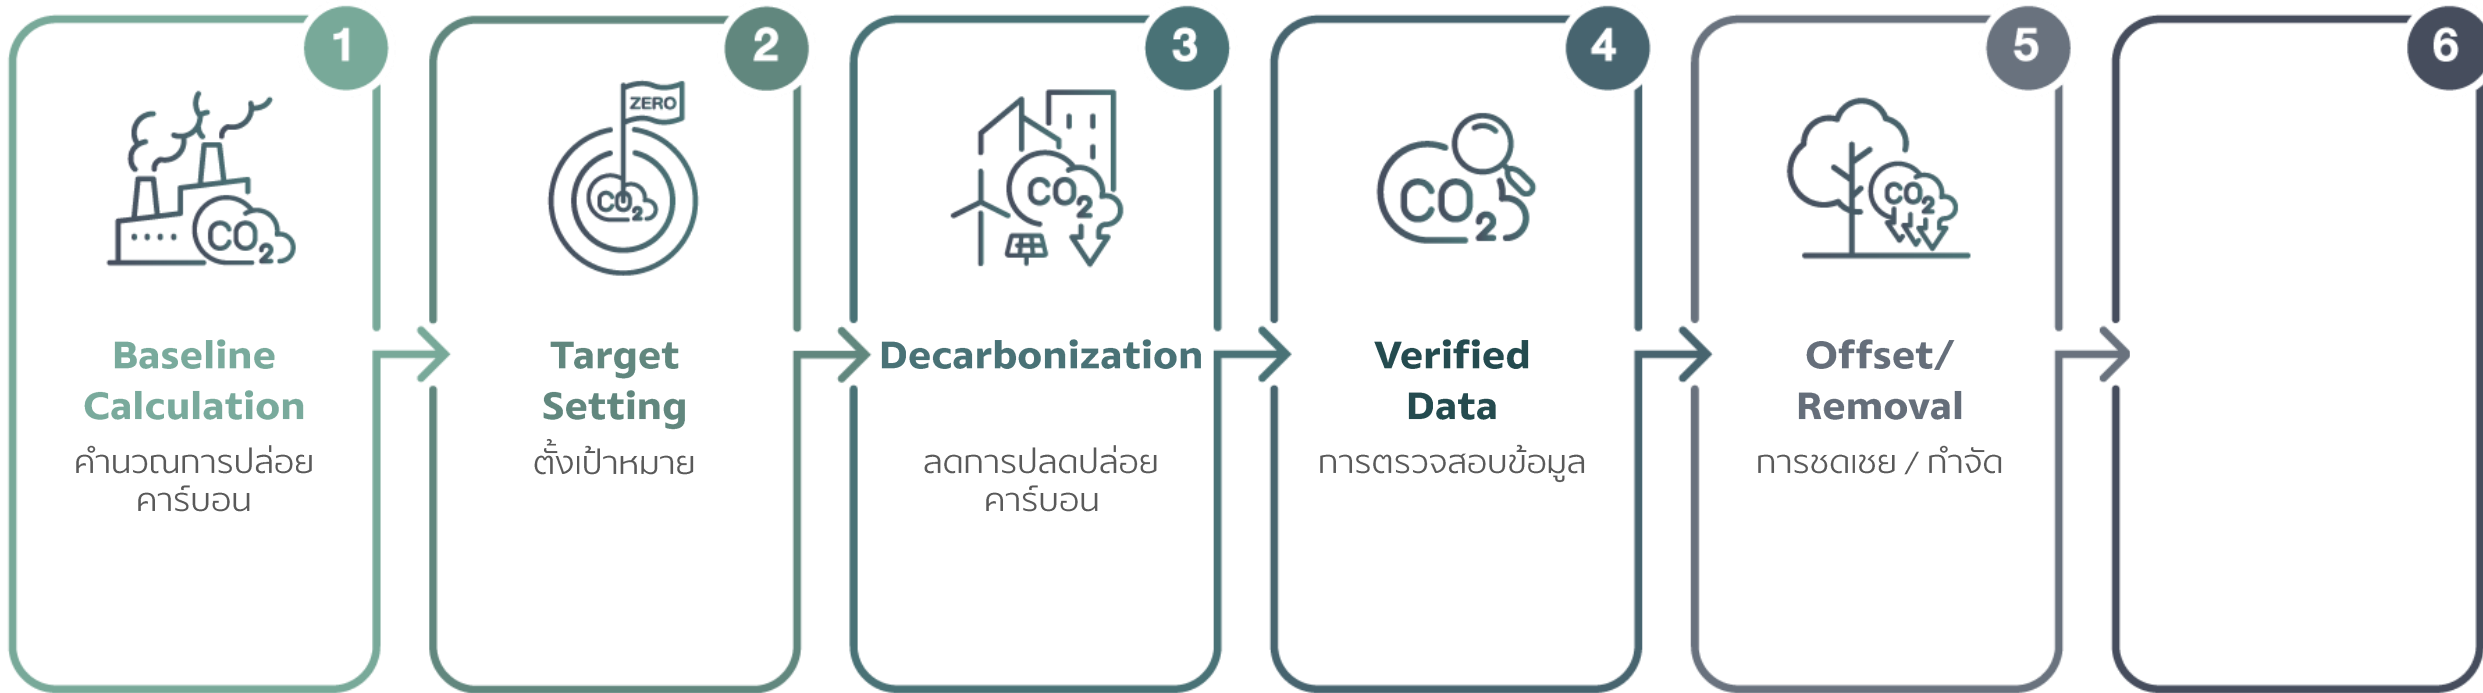 1
CO2
Baseline
Calculation
คำนวณการปล่อย
คาร์บอน
2
ZERO
CO2
Target
Setting
ตั้งเป้าหมาย
3
CO2
Decarbonization
ลดการปลดปล่อย
คาร์บอน
4
CO2
Verified
Data
การตรวจสอบข้อมูล
5
CO2
Offset/
Removal
การชดเชย / กำจัด
6